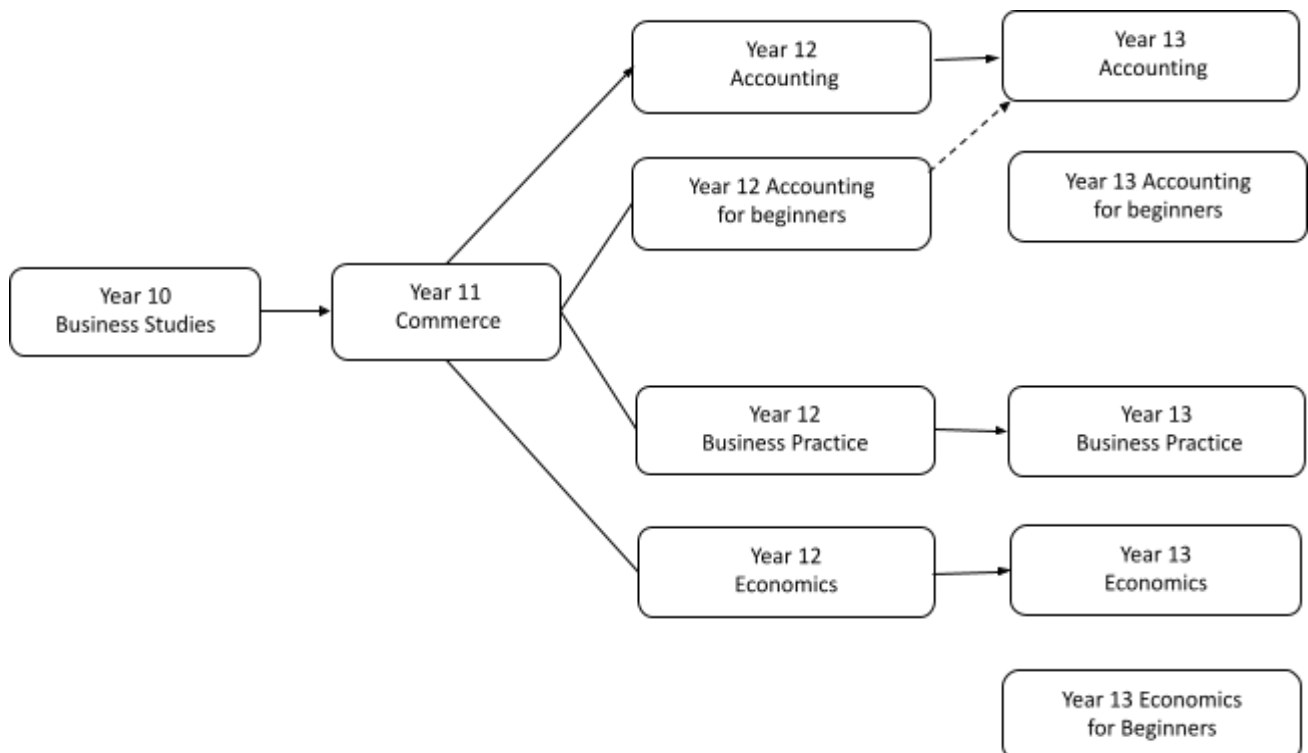 Year 10
Business Studies
Year 11
Commerce
Year 12
Accounting
Year 13
Accounting
Year 12 Accounting
for beginners
Year 13 Accounting
for beginners
Year 12
Business Practice
Year 13
Business Practice
Year 12
Economics
Year 13
Economics
Year 13 Economics
for Beginners